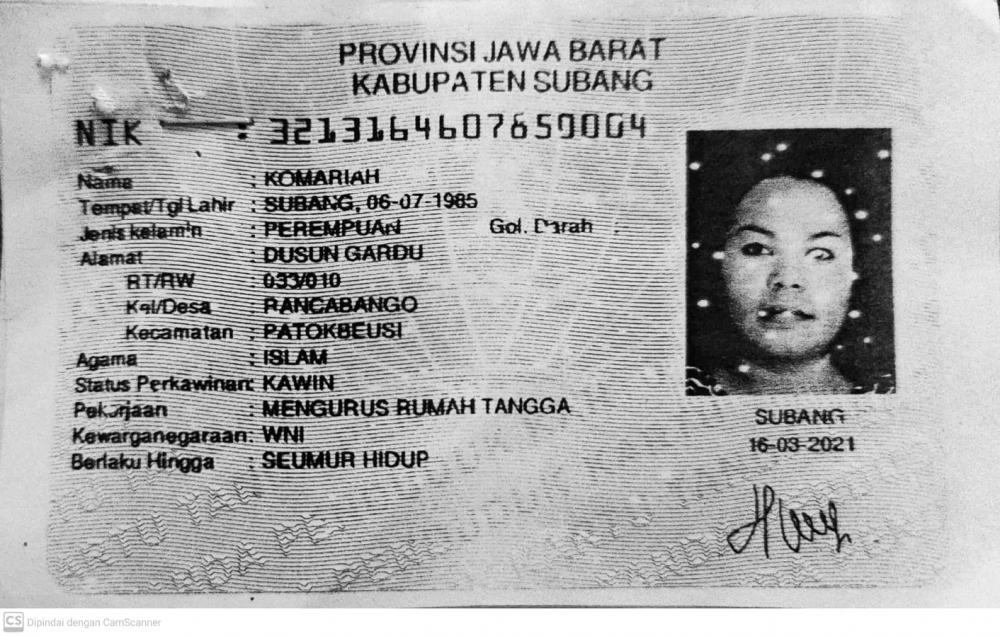 PROVINSI JAWA BARAT
KABUPATEN SUBANG
NIK : 3213164607850004
Nama : KOMARIAH
Tempat/Tgl Lahir : SUBANG, 06-07-1985
Jenis kelamin : PEREMPUAN Gol. Darah :
Alamat : DUSUN GARDU
RT/RW : 033/010
Kel/Desa : RANCABANGO
Kecamatan : PATOKBEUSI
Agama : ISLAM
Status Perkawinan: KAWIN
Pekerjaan : MENGURUS RUMAH TANGGA
Kewarganegaraan: WNI
Berlaku Hingga : SEUMUR HIDUP
SUBANG
16-03-2021
CS Dipindai dengan CamScanner